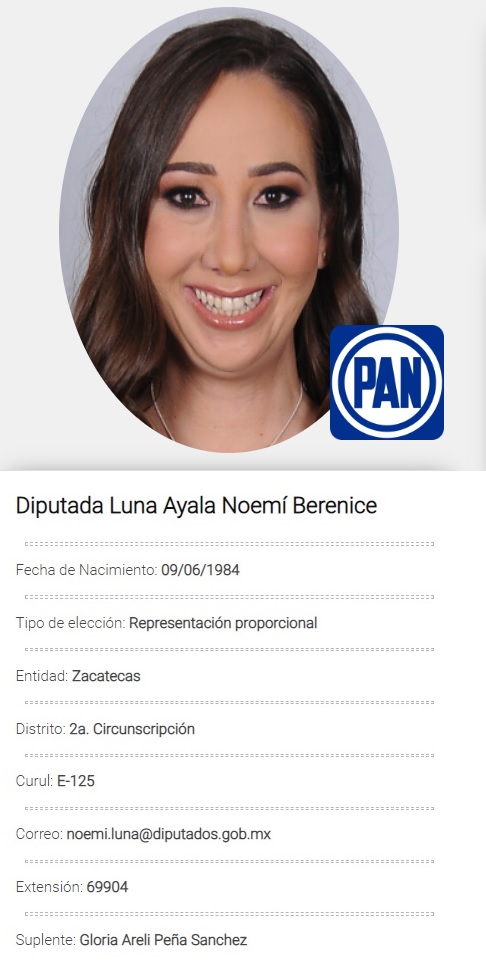 PAN
Diputada Luna Ayala Noemí Berenice
Fecha de Nacimiento: 09/06/1984
Tipo de elección: Representación proporcional
Entidad: Zacatecas
Distrito: 2a. Circunscripción
Curul: E-125
Correo: noemi.luna@diputados.gob.mx
Extensión: 69904
Suplente: Gloria Areli Peña Sanchez